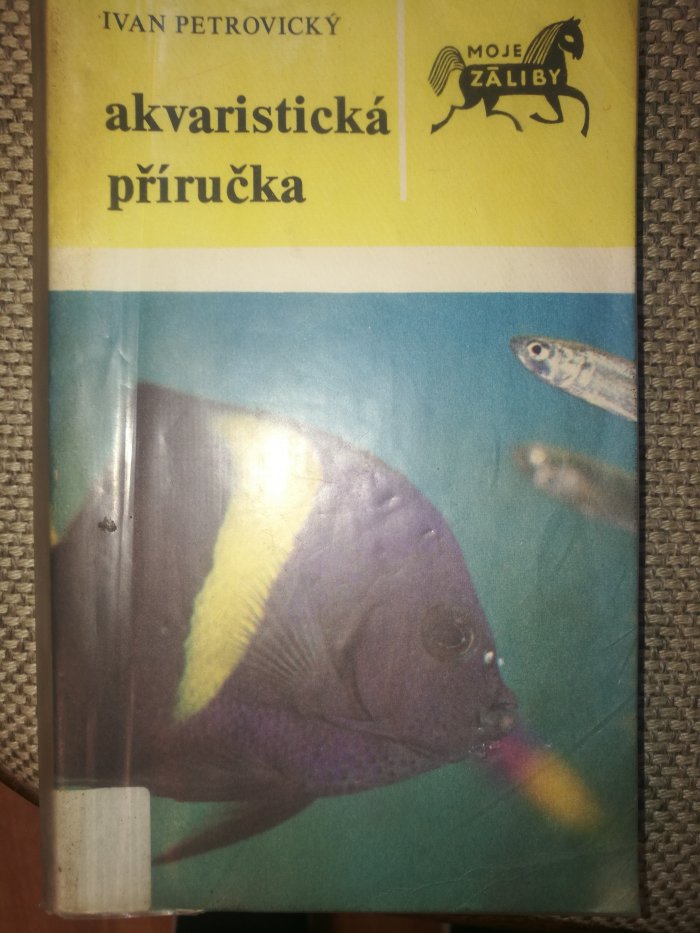 IVAN PETROVICKÝ
akvaristická
příručka
MOJE
ZÁLIBY